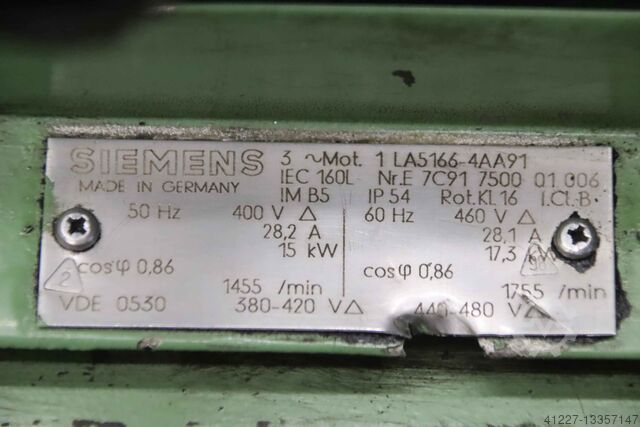 SIEMENS 3 ~Mot. 1 LA5166-4AA91
MADE IN GERMANY IEC 160L Nr.E 7C91 7500 01 006
IM B5 IP 54 Rot.KL 16 I.Cl.B
50 Hz 400 V △ 60 Hz 460 V △
28,2 A 28,1 A
15 kW 17,3 kW
2 cosφ 0,86 cosφ 0,86 98
1455 /min 1755 /min
VDE 0530 380-420 V△ 440-480 V△
41227-13357147